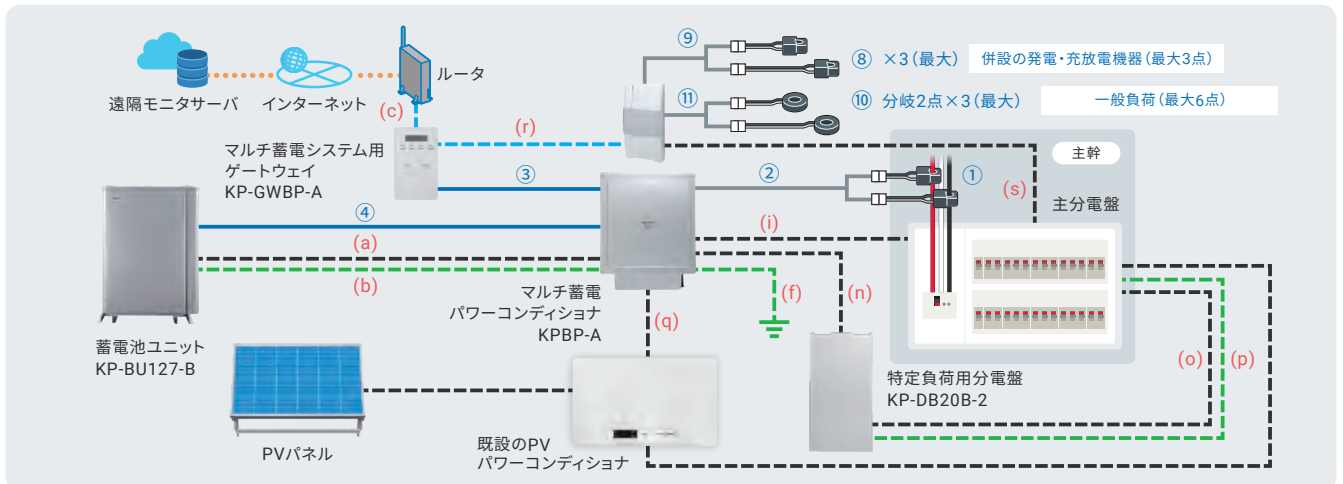 ⑨
⑧ ×3(最大) 併設の発電・充放電機器(最大3点)
ルータ
遠隔モニタサーバ インターネット
(c)
⑪
⑩ 分岐2点×3(最大) 一般負荷(最大6点)
(r)
マルチ蓄電システム用
ゲートウェイ
KP-GWBP-A
主幹
③
②
①
(s)
主分電盤
④
(a)
(i)
(b)
(f)
(n)
マルチ蓄電
パワーコンディショナ
KPBP-A
(q)
蓄電池ユニット
KP-BU127-B
特定負荷用分電盤
KP-DB20B-2
(o)
(p)
PVパネル
既設のPV
パワーコンディショナ